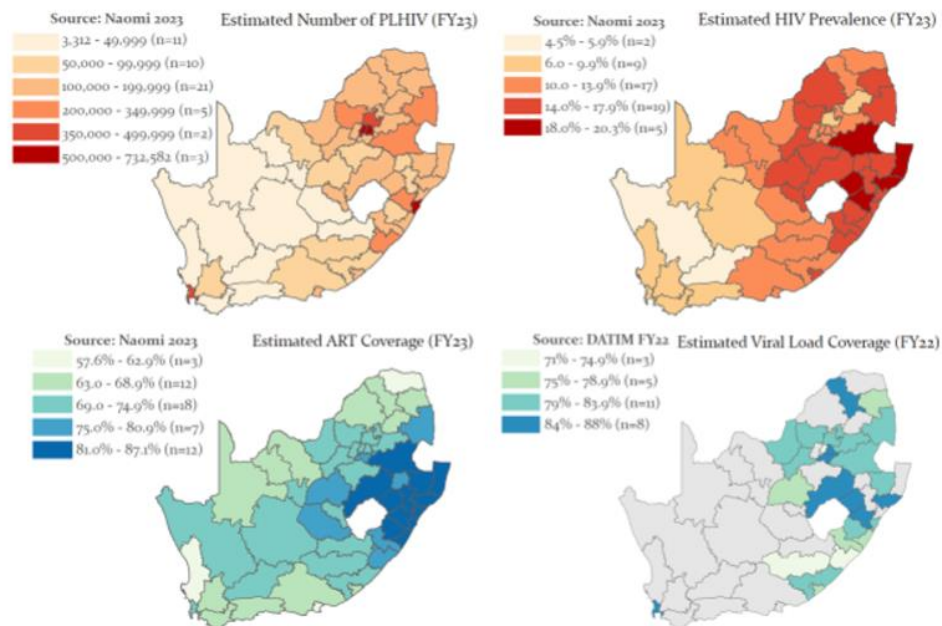 Source: Naomi 2023
Estimated Number of PLHIV (FY23)
3,312 - 49,999 (n=11)
50,000 - 99,999 (n=10)
100,000 - 199,999 (n=21)
200,000 - 349,999 (n=5)
350,000 - 499,999 (n=2)
500,000 - 732,582 (n=3)
Source: Naomi 2023
Estimated HIV Prevalence (FY23)
4.5% - 5.9% (n=2)
6.0 - 9.9% (n=9)
10.0 - 13.9% (n=17)
14.0% - 17.9% (n=19)
18.0% - 20.3% (n=5)
Source: Naomi 2023
Estimated ART Coverage (FY23)
57.6% - 62.9% (n=3)
63.0 - 68.9% (n=12)
69.0 - 74.9% (n=18)
75.0% - 80.9% (n=7)
81.0% - 87.1% (n=12)
Source: DATIM FY22
Estimated Viral Load Coverage (FY22)
71% - 74.9% (n=3)
75% - 78.9% (n=5)
79% - 83.9% (n=11)
84% - 88% (n=8)